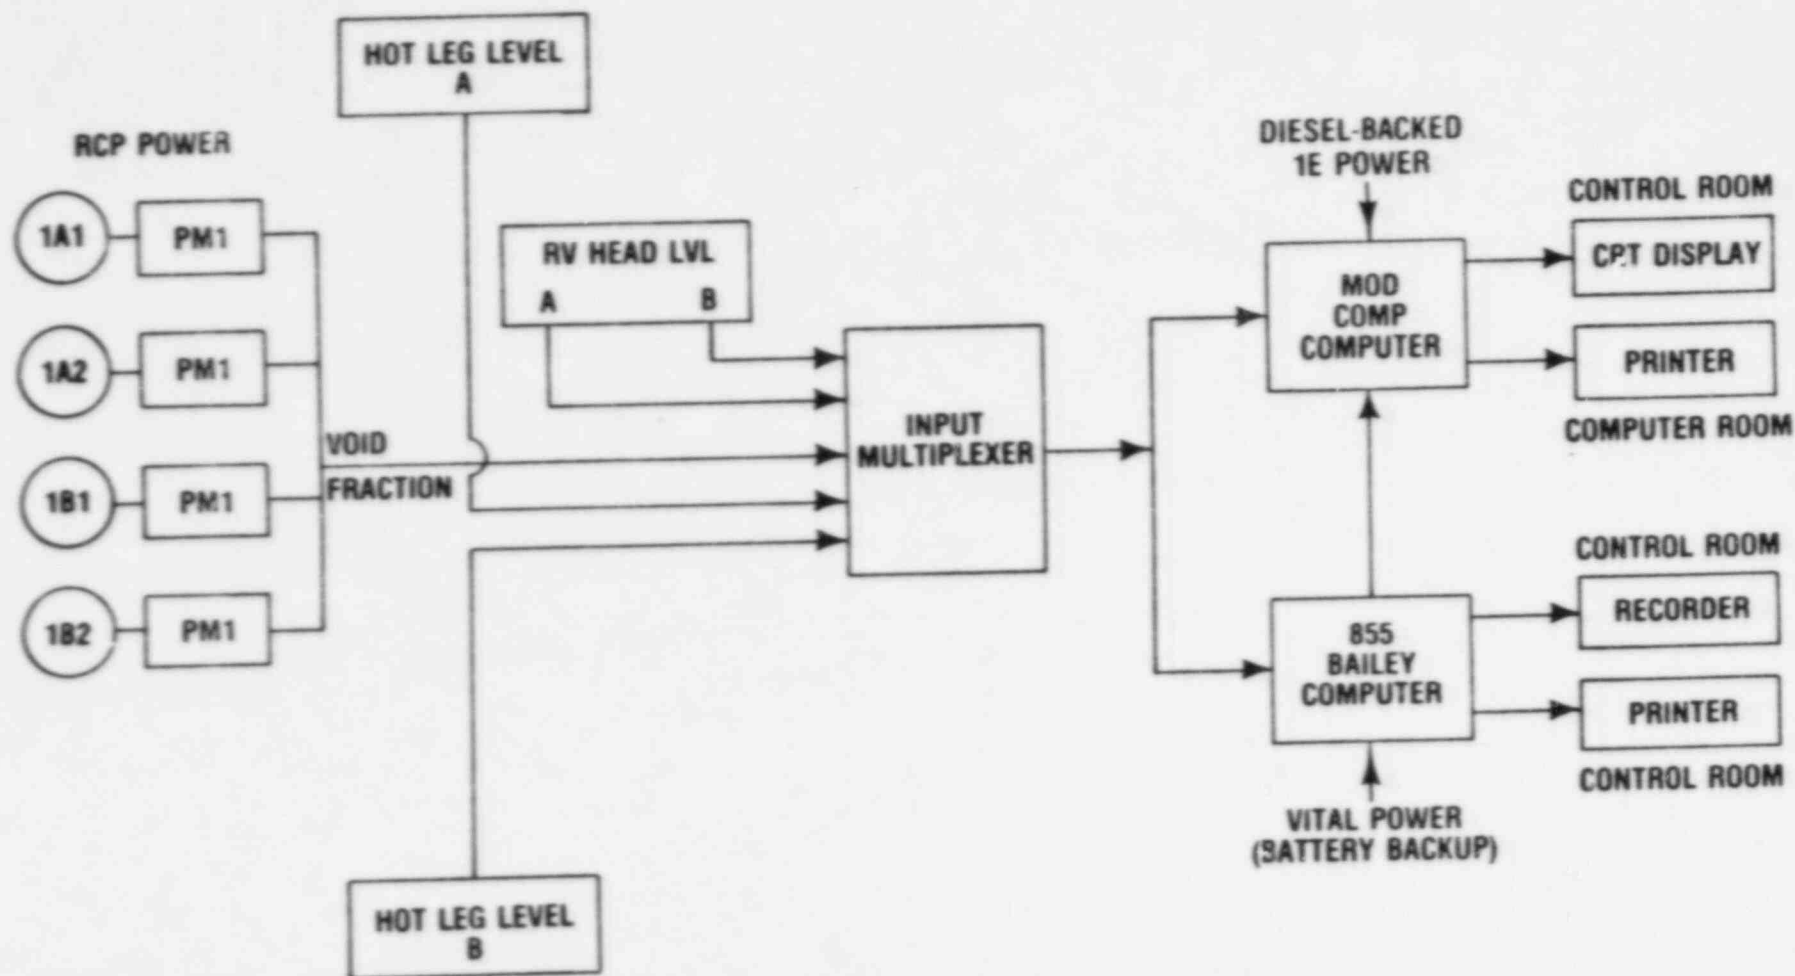 HOT LEG LEVEL
A
RCP POWER
1A1
PM1
1A2
PM1
1B1
PM1
1B2
PM1
VOID
FRACTION
RV HEAD LVL
A
B
INPUT
MULTIPLEXER
HOT LEG LEVEL
B
DIESEL-BACKED
1E POWER
MOD
COMP
COMPUTER
CONTROL ROOM
CRT DISPLAY
PRINTER
COMPUTER ROOM
855
BAILEY
COMPUTER
CONTROL ROOM
RECORDER
PRINTER
CONTROL ROOM
VITAL POWER
(BATTERY BACKUP)